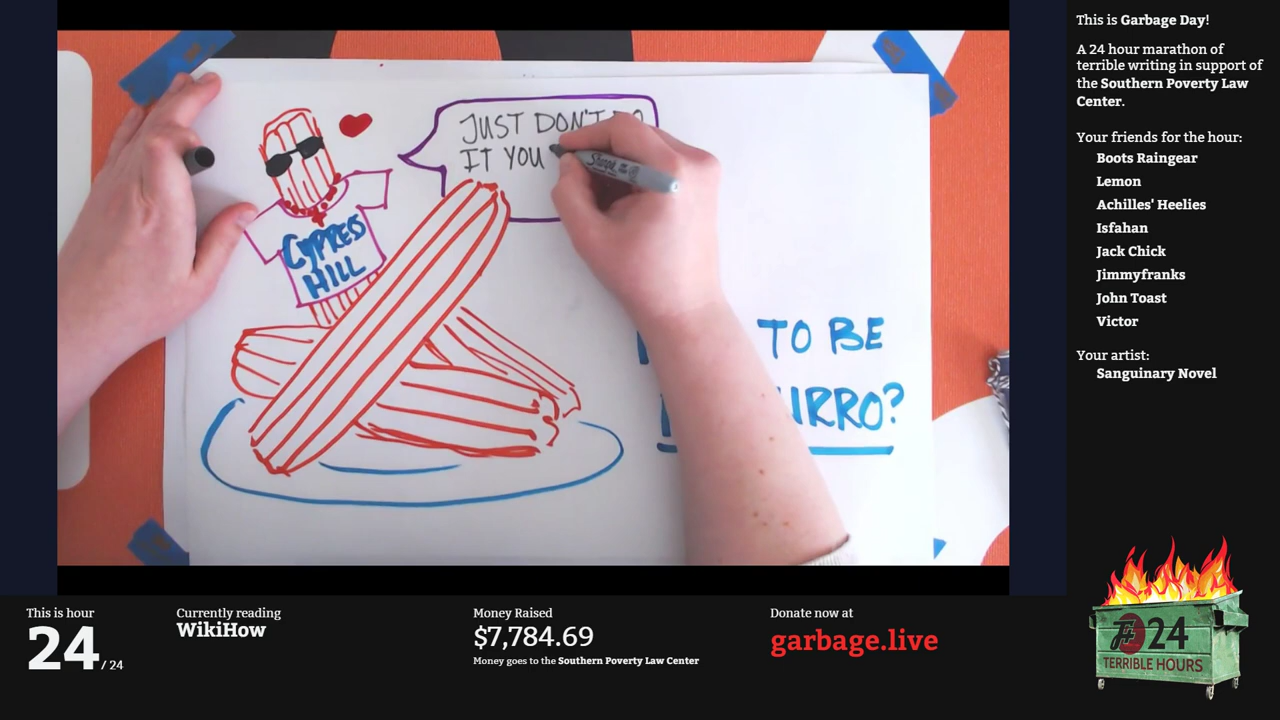 This is Garbage Day!
A 24 hour marathon of
terrible writing in support of
the Southern Poverty Law
Center.
Your friends for the hour:
Boots Raingear
Lemon
Achilles' Heelies
Isfahan
Jack Chick
Jimmyfranks
John Toast
Victor
Your artist:
Sanguinary Novel
JUST DON'T
IT YOU
CYPRESS
HILL
Sharpie
TO BE
URRO?
This is hour
24 / 24
Currently reading
WikiHow
Money Raised
$7,784.69
Money goes to the Southern Poverty Law Center
Donate now at
garbage.live
24
TERRIBLE HOURS